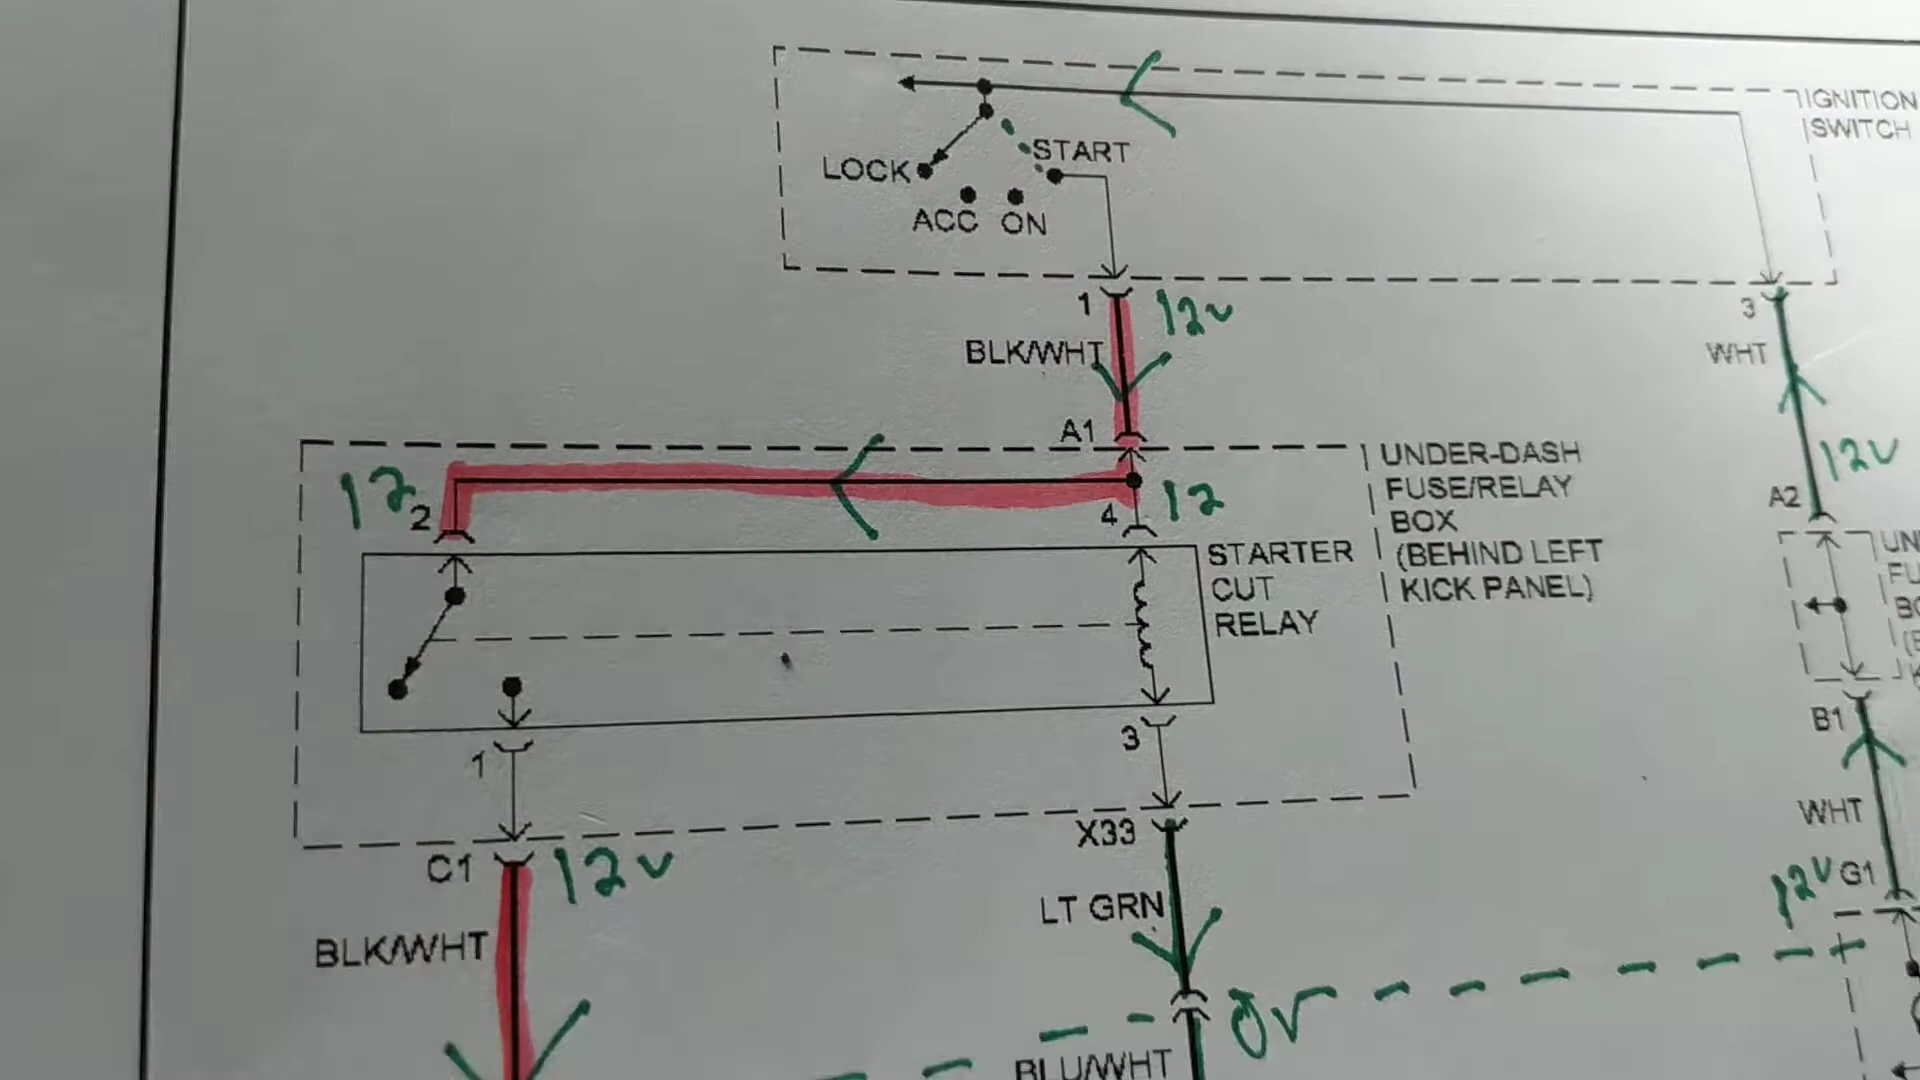 IGNITION
SWITCH
START
LOCK
ACC ON
1
12v
3
BLK/WHT
WHT
A1
12v
A2
12
2
4
12
UNDER-DASH
FUSE/RELAY
BOX
(BEHIND LEFT
KICK PANEL)
STARTER
CUT
RELAY
B1
1
3
WHT
X33
C1
12v
12V
G1
LT GRN
BLK/WHT
0V
BLU/WHT